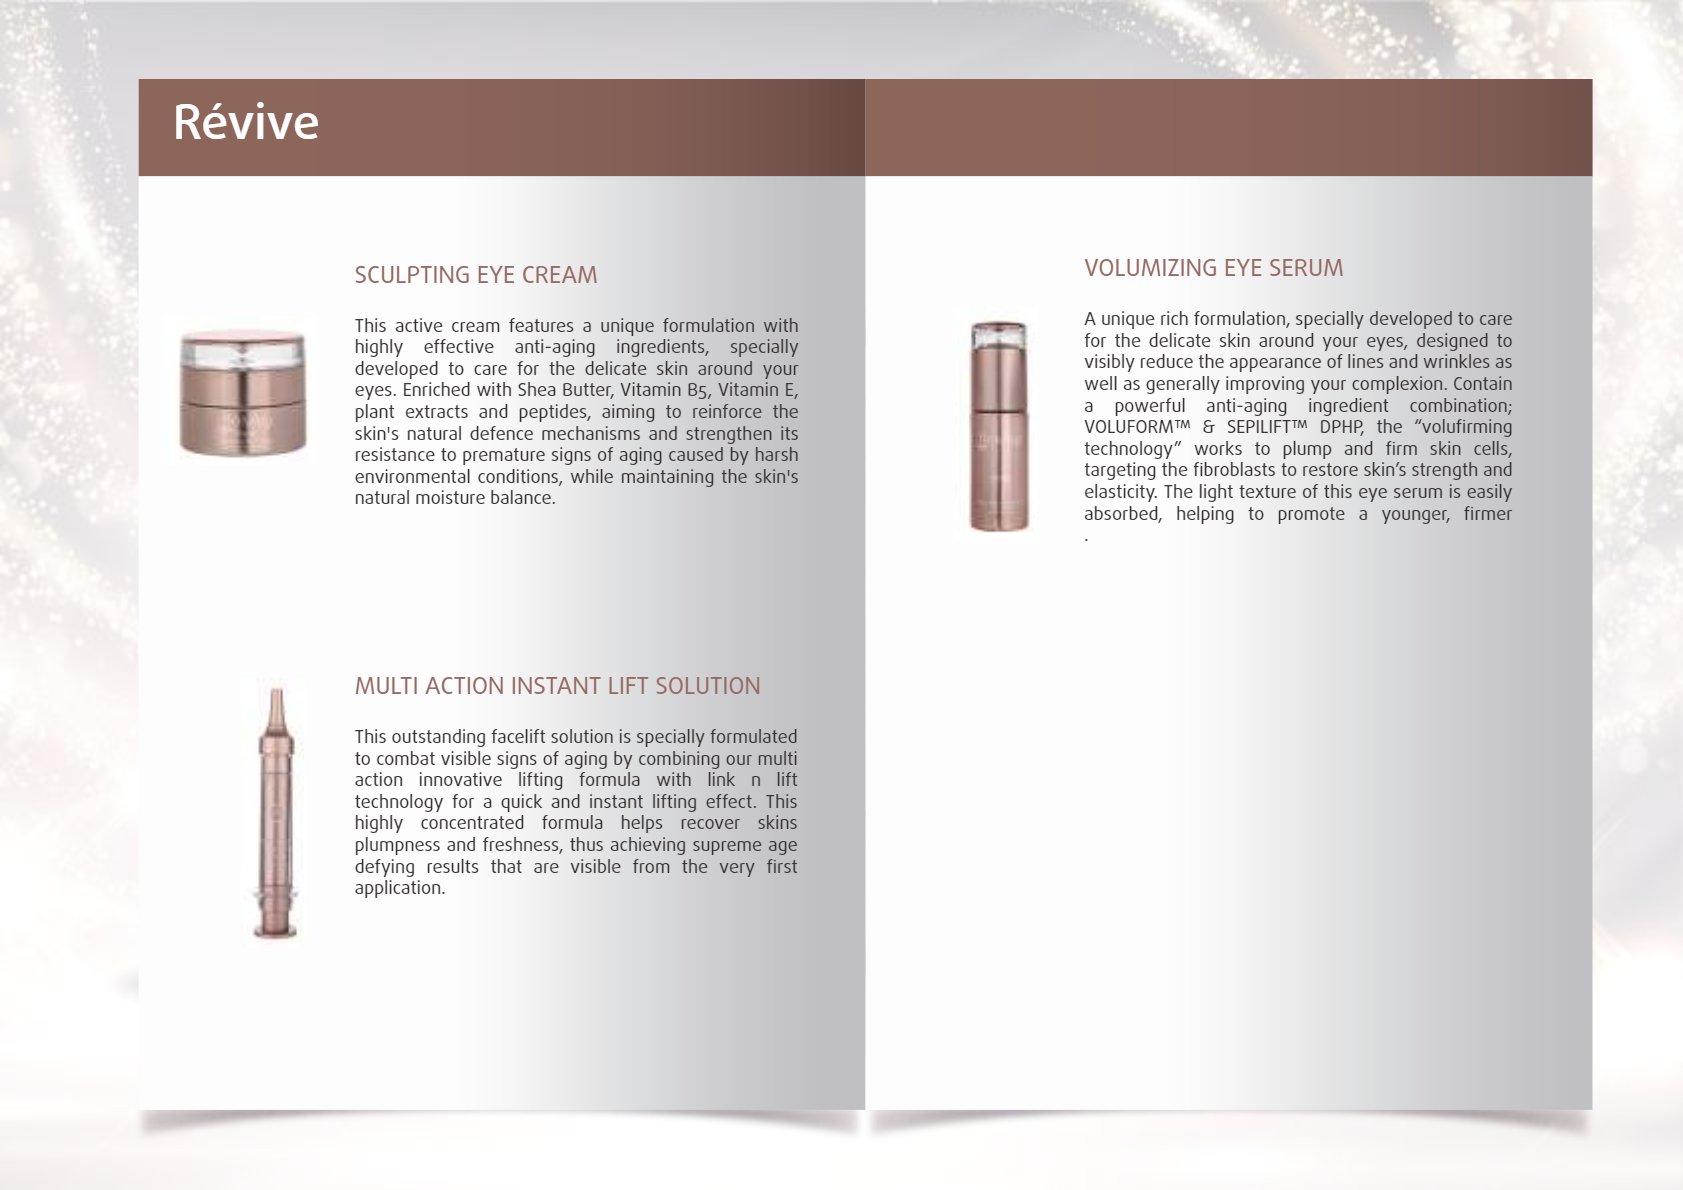 Révive
SCULPTING EYE CREAM
This active cream features a unique formulation with
highly effective anti-aging ingredients, specially
developed to care for the delicate skin around your
eyes. Enriched with Shea Butter, Vitamin B5, Vitamin E,
plant extracts and peptides, aiming to reinforce the
skin's natural defence mechanisms and strengthen its
resistance to premature signs of aging caused by harsh
environmental conditions, while maintaining the skin's
natural moisture balance.
MULTI ACTION INSTANT LIFT SOLUTION
This outstanding facelift solution is specially formulated
to combat visible signs of aging by combining our multi
action innovative lifting formula with link n lift
technology for a quick and instant lifting effect. This
highly concentrated formula helps recover skins
plumpness and freshness, thus achieving supreme age
defying results that are visible from the very first
application.
VOLUMIZING EYE SERUM
A unique rich formulation, specially developed to care
for the delicate skin around your eyes, designed to
visibly reduce the appearance of lines and wrinkles as
well as generally improving your complexion. Contain
a powerful anti-aging ingredient combination;
VOLUFORM™ & SEPILIFT™ DPHP, the “volufirming
technology” works to plump and firm skin cells,
targeting the fibroblasts to restore skin’s strength and
elasticity. The light texture of this eye serum is easily
absorbed, helping to promote a younger, firmer
.